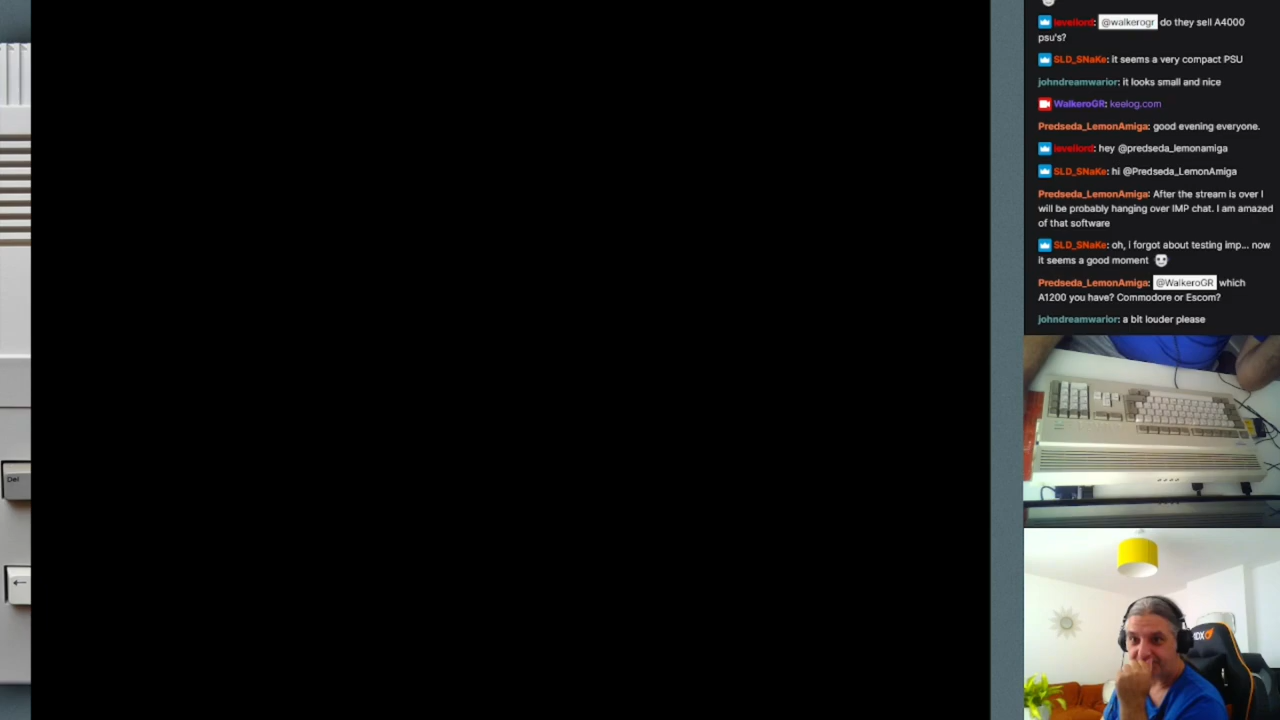 levellord: @walkerogr do they sell A4000
psu's?
SLD_SNaKe: it seems a very compact PSU
johndreamwarior: it looks small and nice
WalkeroGR: keelog.com
Predseda_LemonAmiga: good evening everyone.
levellord: hey @predseda_lemonamiga
SLD_SNaKe: hi @Predseda_LemonAmiga
Predseda_LemonAmiga: After the stream is over I
will be probably hanging over IMP chat. I am amazed
of that software
SLD_SNaKe: oh, i forgot about testing imp... now
it seems a good moment
Predseda_LemonAmiga: @WalkeroGR which
A1200 you have? Commodore or Escom?
johndreamwarior: a bit louder please
Del
←